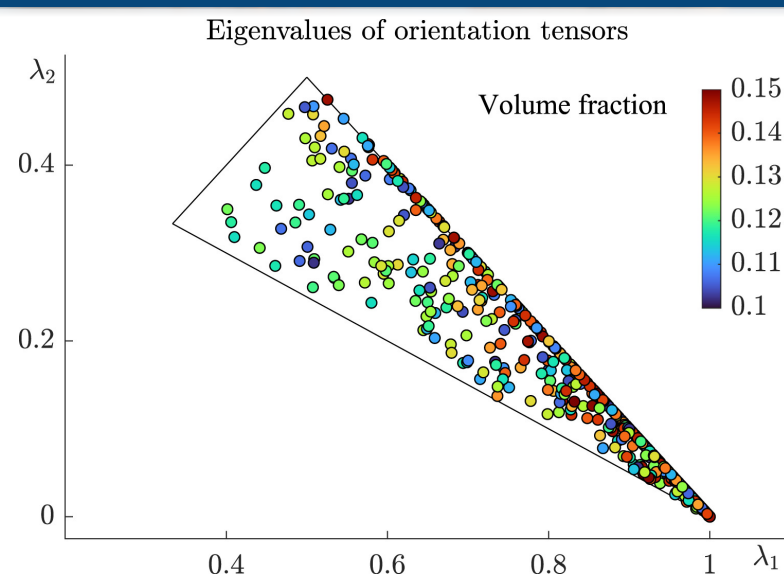 Eigenvalues of orientation tensors
λ2
Volume fraction
0.15
0.14
0.13
0.12
0.11
0.1
0.4
0.2
0
0.4 0.6 0.8 1 λ1